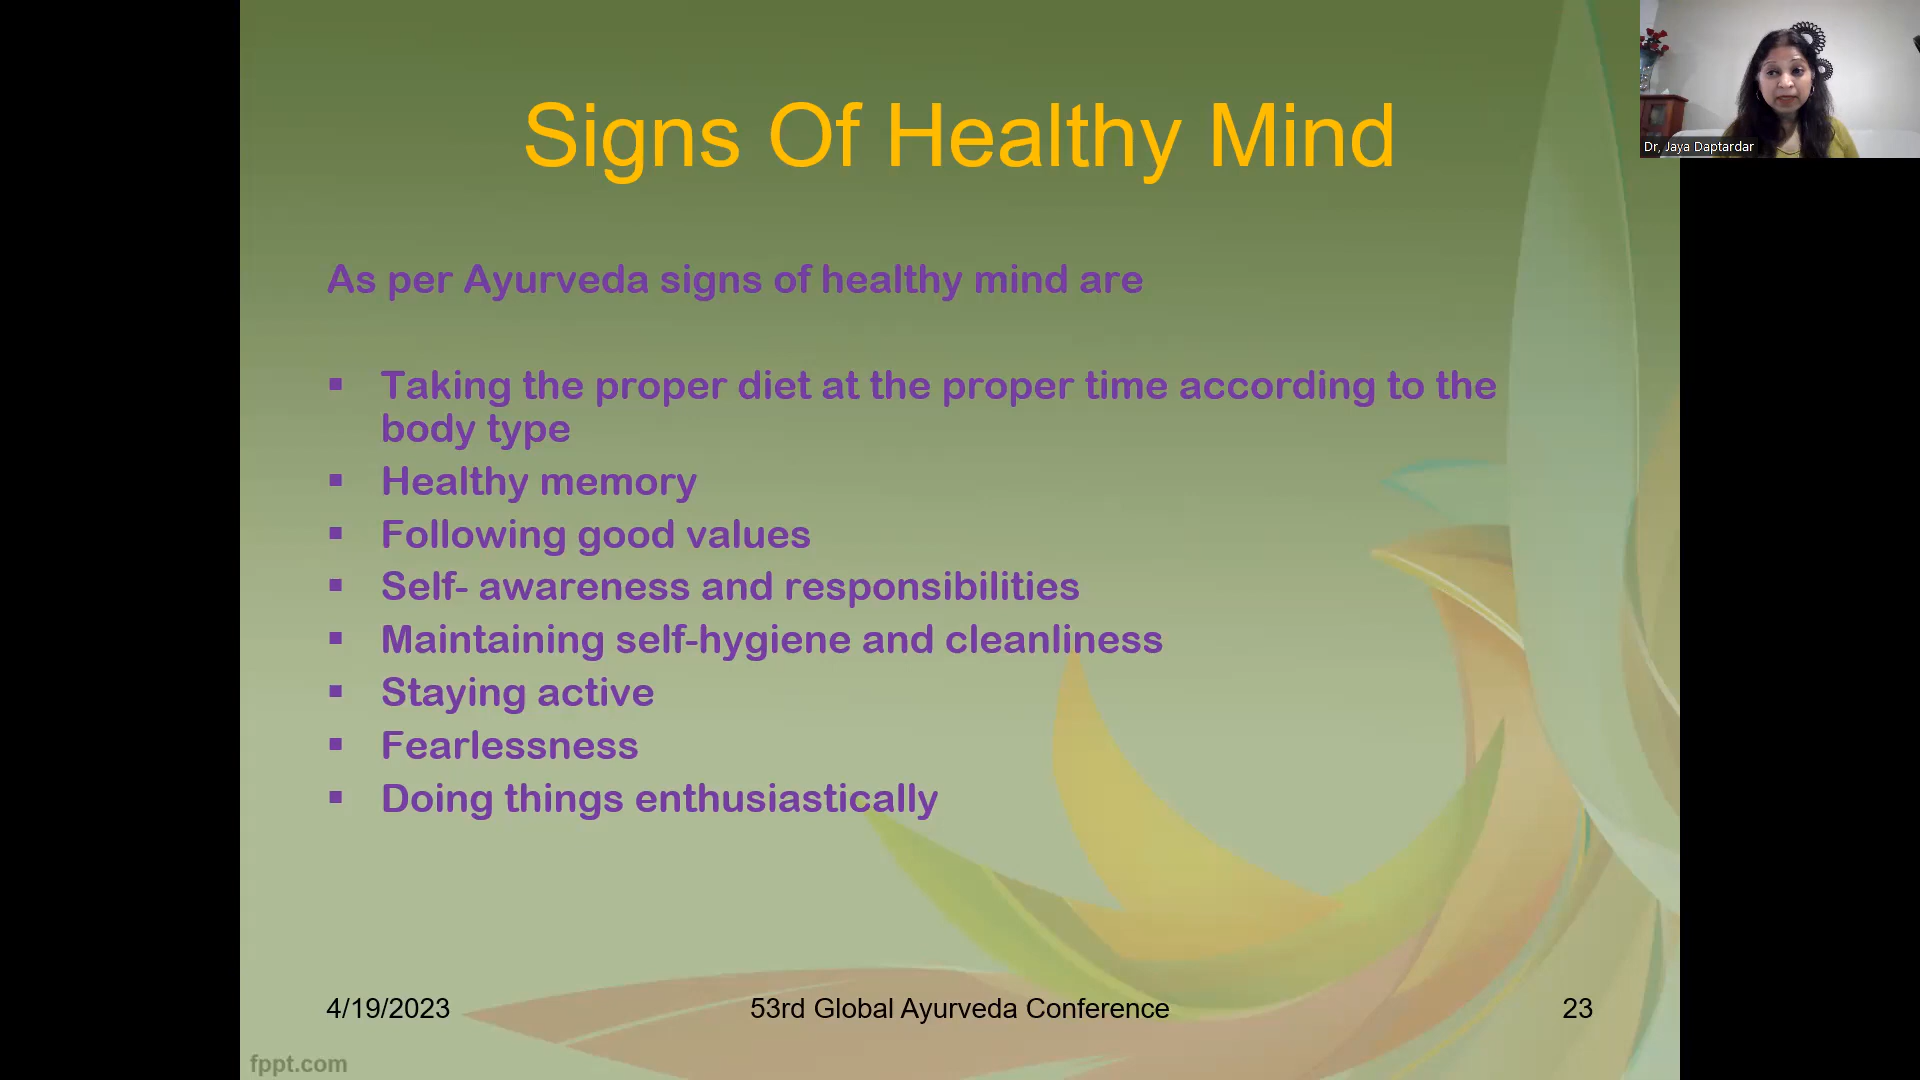 Signs Of Healthy Mind
Dr, Jaya Daptardar
As per Ayurveda signs of healthy mind are
▪ Taking the proper diet at the proper time according to the
body type
▪ Healthy memory
▪ Following good values
▪ Self- awareness and responsibilities
▪ Maintaining self-hygiene and cleanliness
▪ Staying active
▪ Fearlessness
▪ Doing things enthusiastically
4/19/2023
53rd Global Ayurveda Conference
23
fppt.com